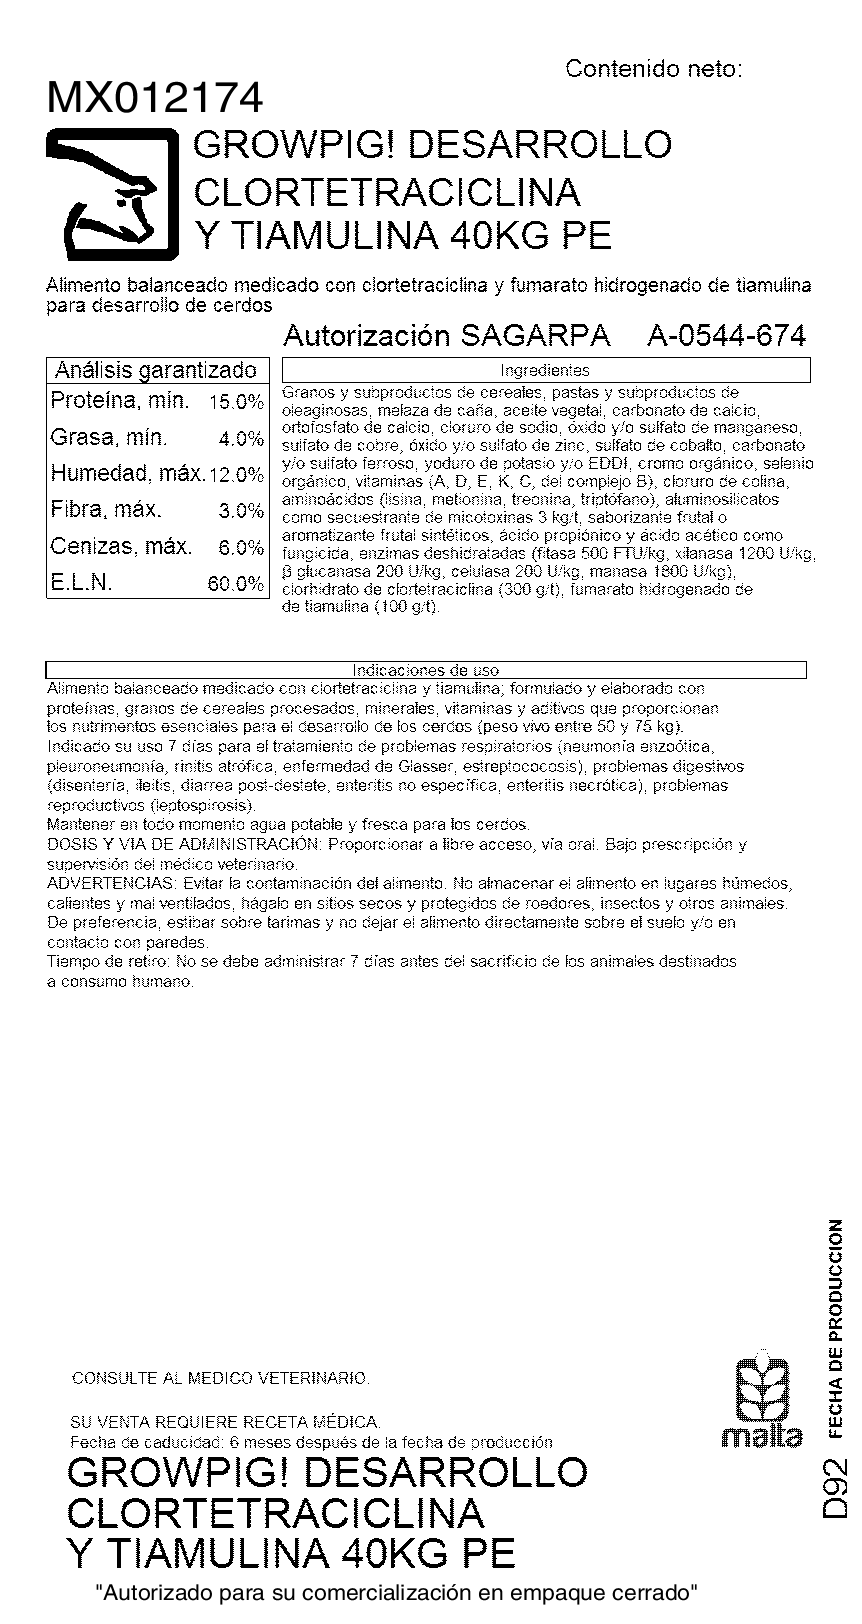 Contenido neto:
MX012174
GROWPIG! DESARROLLO
CLORTETRACICLINA
Y TIAMULINA 40KG PE
Alimento balanceado medicado con clortetraciclina y fumarato hidrogenado de tiamulina
para desarrollo de cerdos
Autorización SAGARPA A-0544-674
Análisis garantizado
Proteína, mín. 15.0%
Grasa, mín. 4.0%
Humedad, máx. 12.0%
Fibra, máx. 3.0%
Cenizas, máx. 6.0%
E.L.N. 60.0%
Ingredientes
Granos y subproductos de cereales, pastas y subproductos de
oleaginosas, melaza de caña, aceite vegetal, carbonato de calcio,
ortofosfato de calcio, cloruro de sodio, óxido y/o sulfato de manganeso,
sulfato de cobre, óxido y/o sulfato de zinc, sulfato de cobalto, carbonato
y/o sulfato ferroso, yoduro de potasio y/o EDDI, cromo orgánico, selenio
orgánico, vitaminas (A, D, E, K, C, del complejo B), cloruro de colina,
aminoácidos (lisina, metionina, treonina, triptófano), aluminosilicatos
como secuestrante de micotoxinas 3 kg/t, saborizante frutal o
aromatizante frutal sintéticos, ácido propiónico y ácido acético como
fungicida, enzimas deshidratadas (fitasa 500 FTU/kg, xilanasa 1200 U/kg,
β glucanasa 200 U/kg, celulasa 200 U/kg, manasa 1800 U/kg),
clorhidrato de clortetraciclina (300 g/t), fumarato hidrogenado de
de tiamulina (100 g/t).
Indicaciones de uso
Alimento balanceado medicado con clortetraciclina y tiamulina; formulado y elaborado con
proteínas, granos de cereales procesados, minerales, vitaminas y aditivos que proporcionan
los nutrimentos esenciales para el desarrollo de los cerdos (peso vivo entre 50 y 75 kg).
Indicado su uso 7 días para el tratamiento de problemas respiratorios (neumonía enzoótica,
pleuroneumonía, rinitis atrófica, enfermedad de Glasser, estreptococosis), problemas digestivos
(disentería, ileitis, diarrea post-destete, enteritis no específica, enteritis necrótica), problemas
reproductivos (leptospirosis).
Mantener en todo momento agua potable y fresca para los cerdos.
DOSIS Y VIA DE ADMINISTRACIÓN: Proporcionar a libre acceso, vía oral. Bajo prescripción y
supervisión del médico veterinario.
ADVERTENCIAS: Evitar la contaminación del alimento. No almacenar el alimento en lugares húmedos,
calientes y mal ventilados, hágalo en sitios secos y protegidos de roedores, insectos y otros animales.
De preferencia, estibar sobre tarimas y no dejar el alimento directamente sobre el suelo y/o en
contacto con paredes.
Tiempo de retiro: No se debe administrar 7 días antes del sacrificio de los animales destinados
a consumo humano.
FECHA DE PRODUCCION
CONSULTE AL MEDICO VETERINARIO.
SU VENTA REQUIERE RECETA MÉDICA.
malta
Fecha de caducidad: 6 meses después de la fecha de producción
D92
GROWPIG! DESARROLLO
CLORTETRACICLINA
Y TIAMULINA 40KG PE
"Autorizado para su comercialización en empaque cerrado"